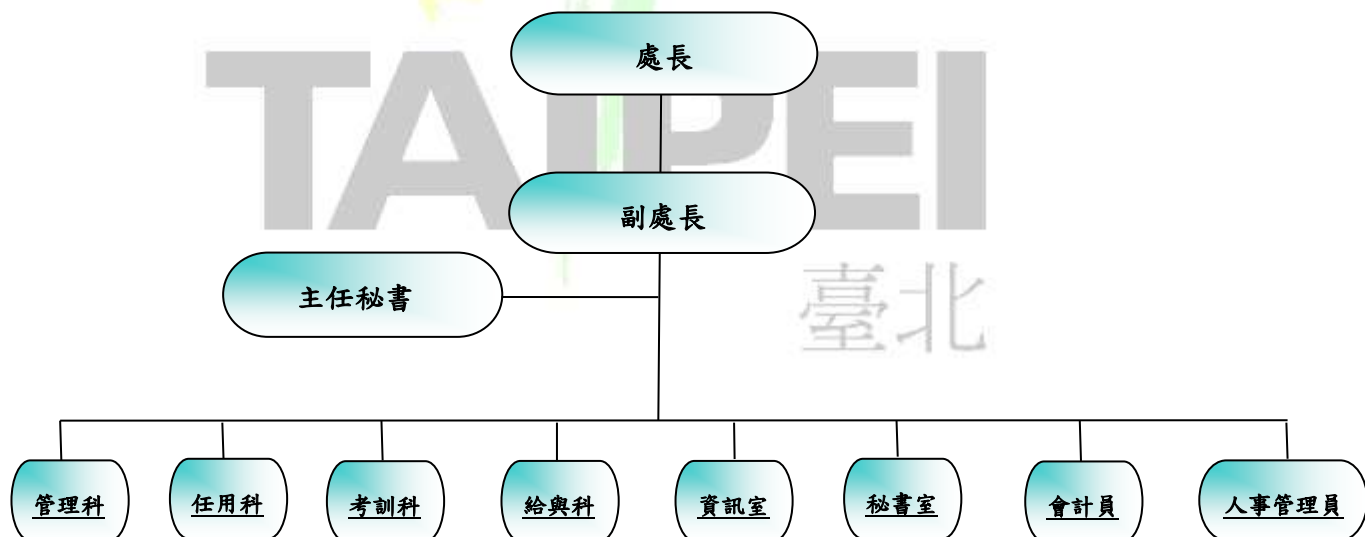 TAIPEI
臺北
處長
副處長
主任秘書
管理科
任用科
考訓科
給與科
資訊室
秘書室
會計員
人事管理員